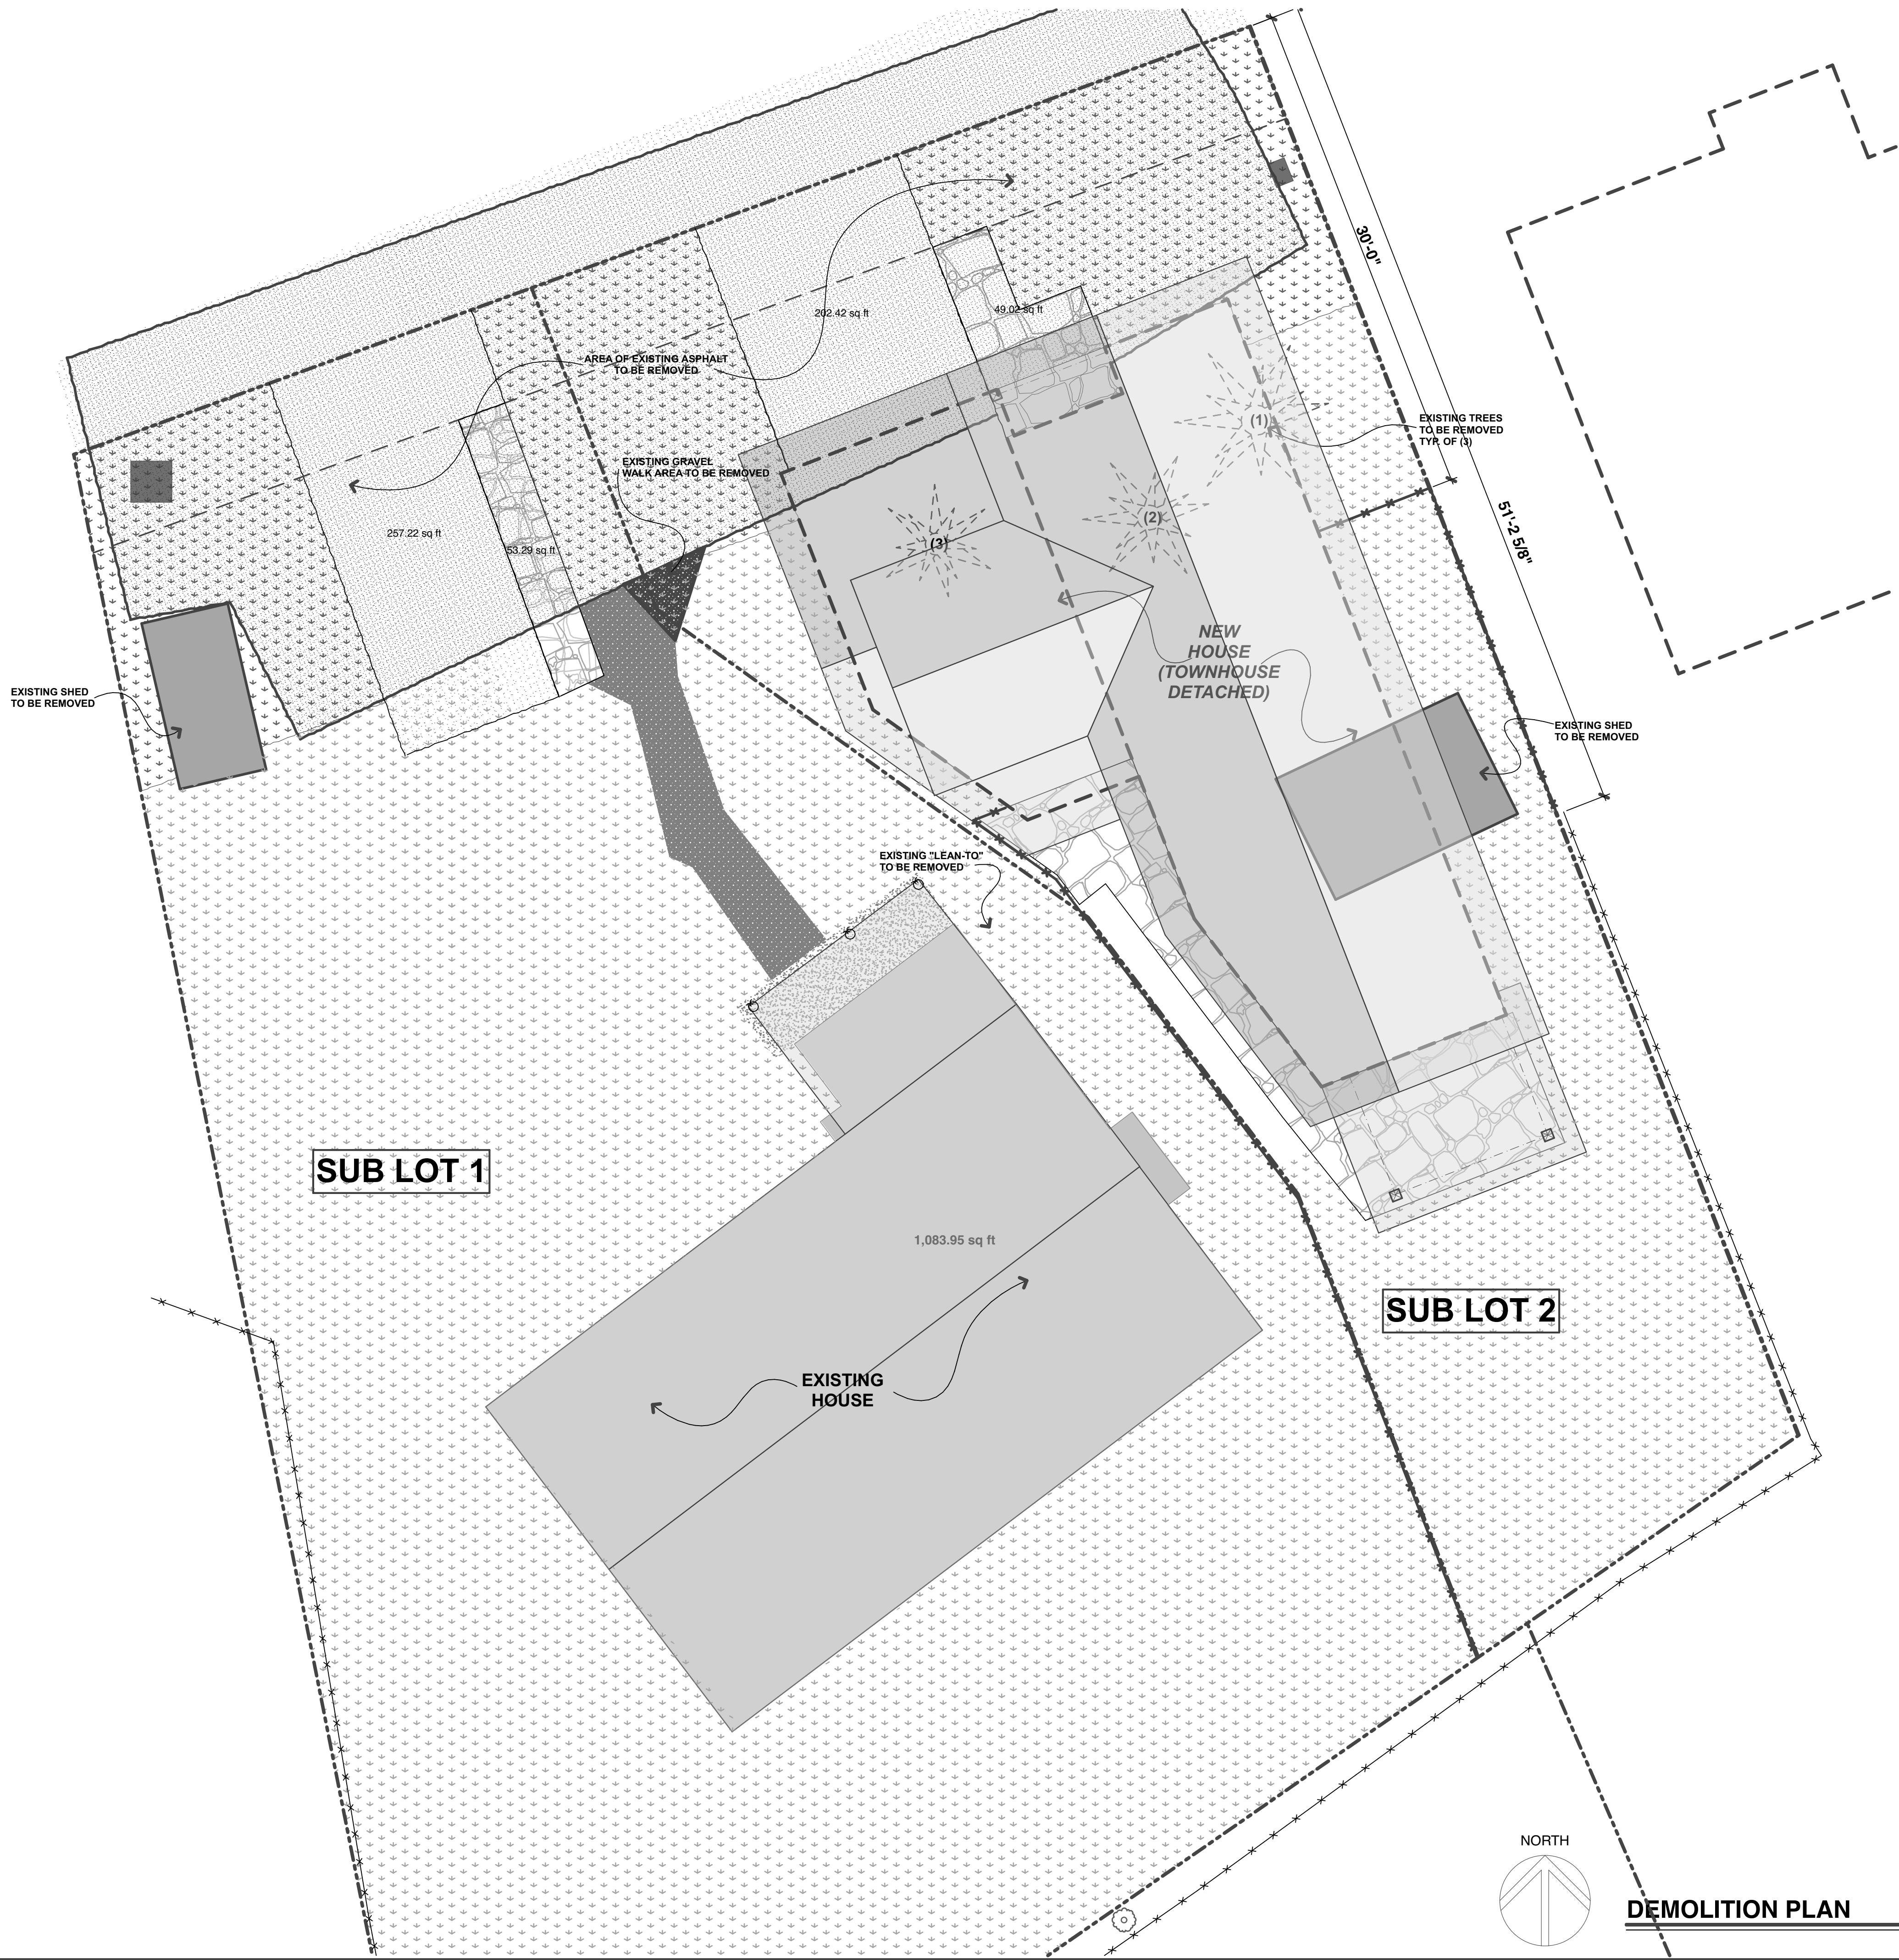 30'-0"
202.42 sq ft
49.02 sq ft
AREA OF EXISTING ASPHALT
TO BE REMOVED
EXISTING TREES
TO BE REMOVED
TYP. OF (3)
(1)
EXISTING GRAVEL
WALK AREA TO BE REMOVED
257.22 sq ft
53.29 sq ft
(2)
(3)
51'-2 5/8"
NEW
HOUSE
(TOWNHOUSE
DETACHED)
EXISTING SHED
TO BE REMOVED
EXISTING SHED
TO BE REMOVED
EXISTING "LEAN-TO"
TO BE REMOVED
SUB LOT 1
1,083.95 sq ft
SUB LOT 2
EXISTING
HOUSE
NORTH
DEMOLITION PLAN